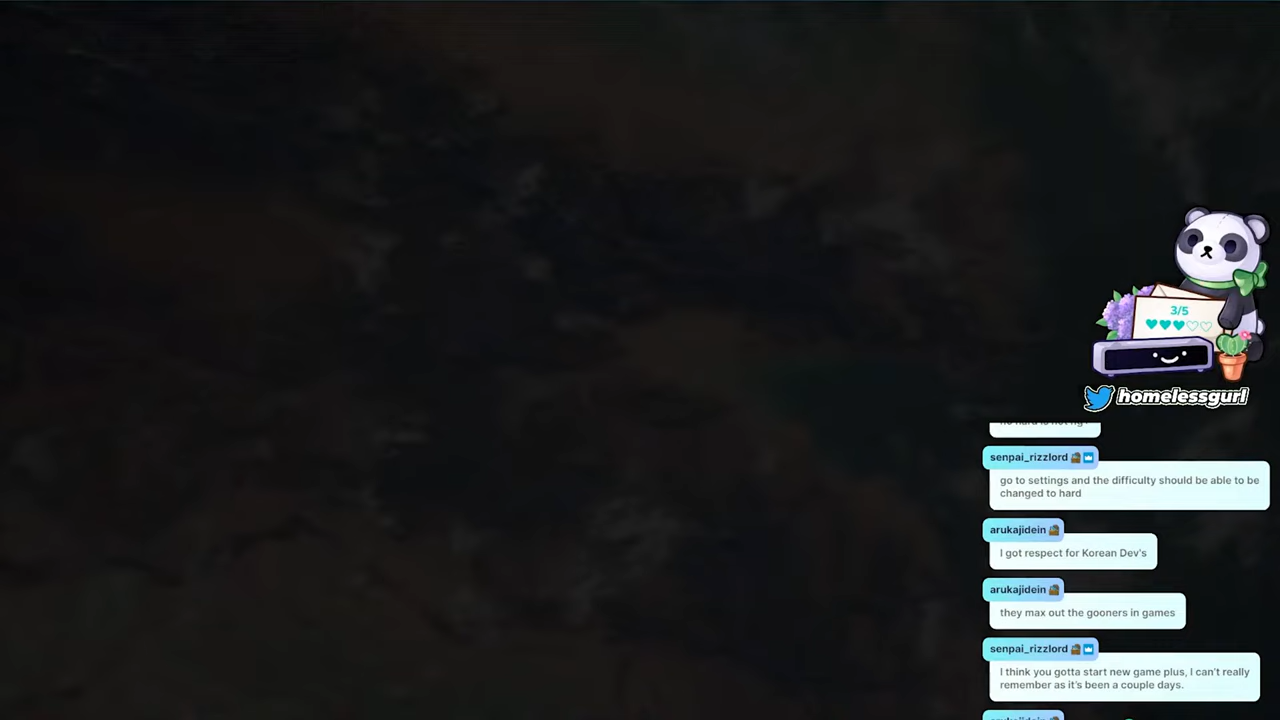 3/5
homelessgurl
senpai_rizzlord
go to settings and the difficulty should be able to be
changed to hard
arukajidein
I got respect for Korean Dev's
arukajidein
they max out the gooners in games
senpai_rizzlord
I think you gotta start new game plus, I can't really
remember as it's been a couple days.